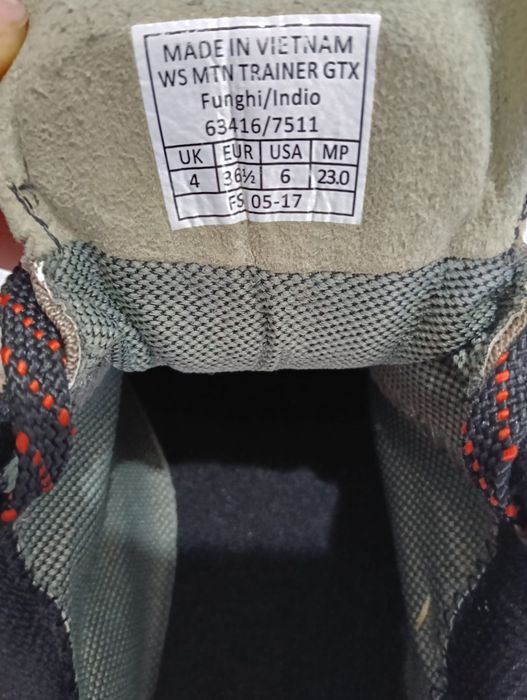 MADE IN VIETNAM
WS MTN TRAINER GTX
Funghi/Indio
63416/7511
UK EUR USA MP
4 36½ 6 23.0
FS 05-17